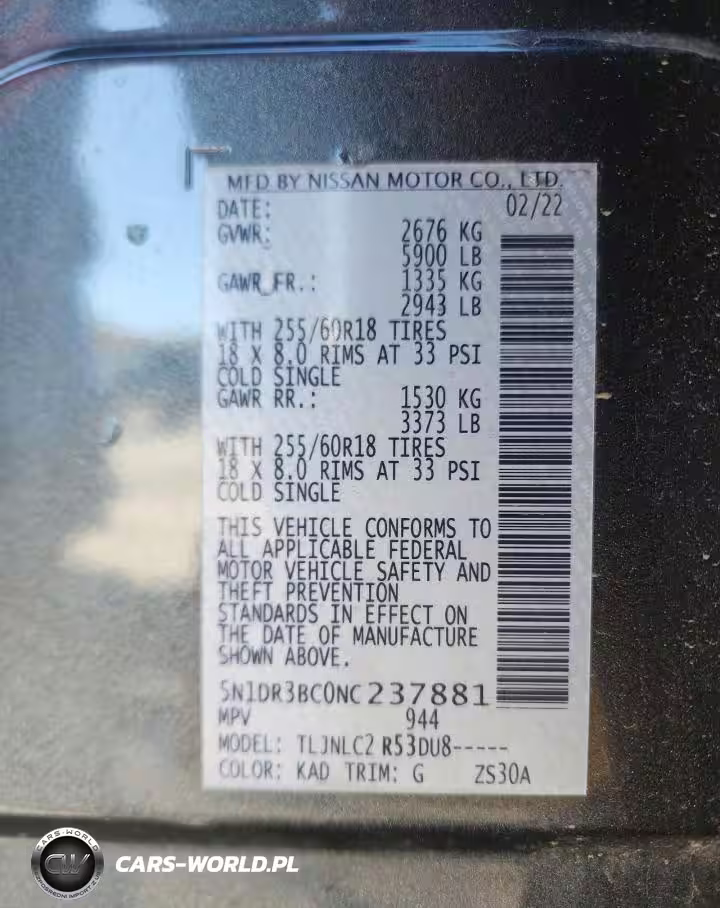 MFD BY NISSAN MOTOR CO., LTD.
DATE: 02/22
GVWR: 2676 KG
5900 LB
GAWR FR.: 1335 KG
2943 LB
WITH 255/60R18 TIRES
18 X 8.0 RIMS AT 33 PSI
COLD SINGLE
GAWR RR.: 1530 KG
3373 LB
WITH 255/60R18 TIRES
18 X 8.0 RIMS AT 33 PSI
COLD SINGLE
THIS VEHICLE CONFORMS TO
ALL APPLICABLE FEDERAL
MOTOR VEHICLE SAFETY AND
THEFT PREVENTION
STANDARDS IN EFFECT ON
THE DATE OF MANUFACTURE
SHOWN ABOVE.
5N1DR3BC0NC237881
MPV 944
MODEL: TLJNLC2 R53DU8-----
COLOR: KAD TRIM: G ZS30A
CARS-WORLD
CW
CARS-WORLD.PL